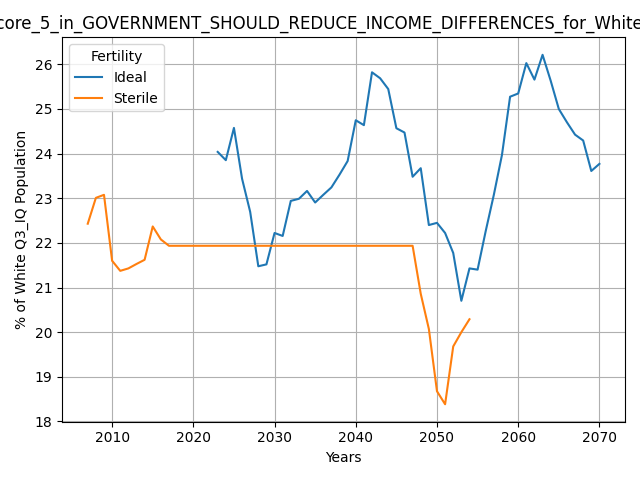 core_5_in_GOVERNMENT_SHOULD_REDUCE_INCOME_DIFFERENCES_for_White
Fertility
Ideal
Sterile
% of White Q3_IQ Population
26
25
24
23
22
21
20
19
18
2010 2020 2030 2040 2050 2060 2070
Years